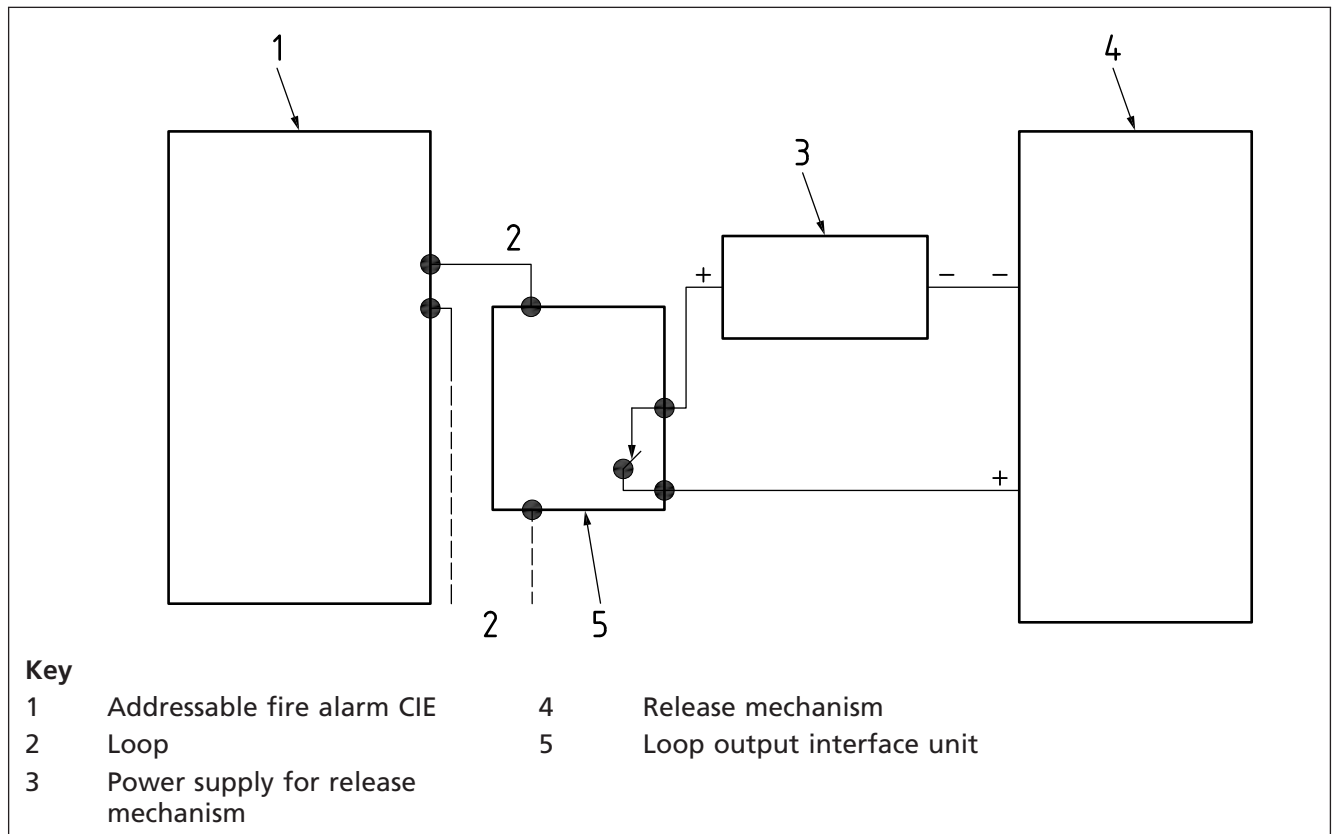 1
4
3
2
+
−
−
+
2
5
Key
1 Addressable fire alarm CIE 4 Release mechanism
2 Loop 5 Loop output interface unit
3 Power supply for release
mechanism